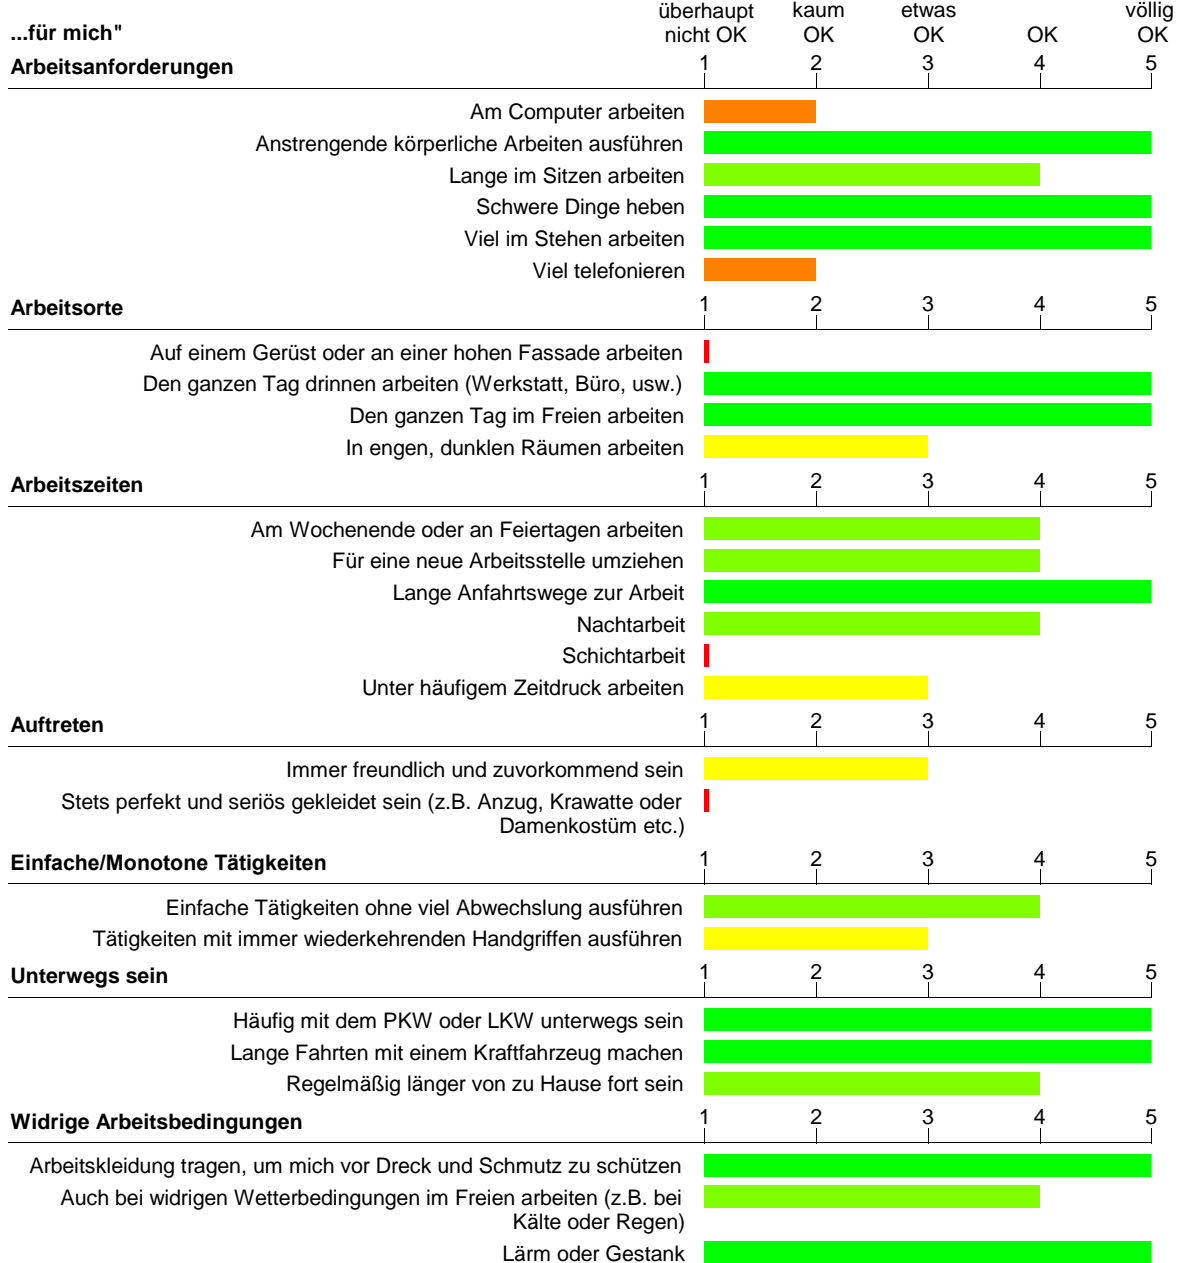 überhaupt kaum etwas völlig
...für mich" nicht OK OK OK OK OK
Arbeitsanforderungen 1 2 3 4 5
Am Computer arbeiten
Anstrengende körperliche Arbeiten ausführen
Lange im Sitzen arbeiten
Schwere Dinge heben
Viel im Stehen arbeiten
Viel telefonieren
Arbeitsorte 1 2 3 4 5
Auf einem Gerüst oder an einer hohen Fassade arbeiten
Den ganzen Tag drinnen arbeiten (Werkstatt, Büro, usw.)
Den ganzen Tag im Freien arbeiten
In engen, dunklen Räumen arbeiten
Arbeitszeiten 1 2 3 4 5
Am Wochenende oder an Feiertagen arbeiten
Für eine neue Arbeitsstelle umziehen
Lange Anfahrtswege zur Arbeit
Nachtarbeit
Schichtarbeit
Unter häufigem Zeitdruck arbeiten
Auftreten 1 2 3 4 5
Immer freundlich und zuvorkommend sein
Stets perfekt und seriös gekleidet sein (z.B. Anzug, Krawatte oder
Damenkostüm etc.)
Einfache/Monotone Tätigkeiten 1 2 3 4 5
Einfache Tätigkeiten ohne viel Abwechslung ausführen
Tätigkeiten mit immer wiederkehrenden Handgriffen ausführen
Unterwegs sein 1 2 3 4 5
Häufig mit dem PKW oder LKW unterwegs sein
Lange Fahrten mit einem Kraftfahrzeug machen
Regelmäßig länger von zu Hause fort sein
Widrige Arbeitsbedingungen 1 2 3 4 5
Arbeitskleidung tragen, um mich vor Dreck und Schmutz zu schützen
Auch bei widrigen Wetterbedingungen im Freien arbeiten (z.B. bei
Kälte oder Regen)
Lärm oder Gestank